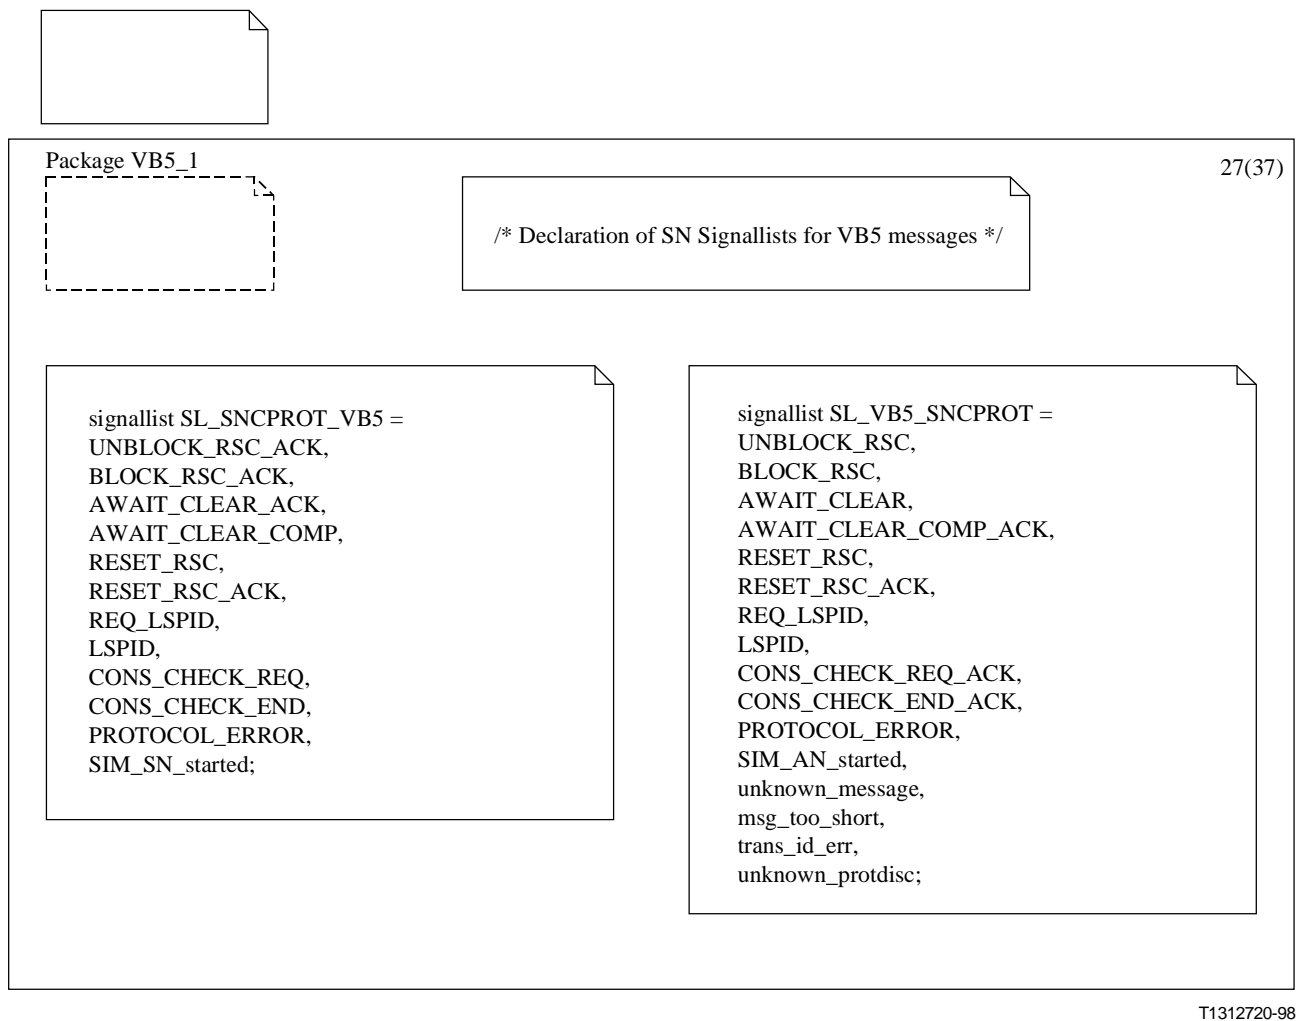 Package VB5_1
27(37)
/* Declaration of SN Signallists for VB5 messages */
signallist SL_SNCPROT_VB5 =
UNBLOCK_RSC_ACK,
BLOCK_RSC_ACK,
AWAIT_CLEAR_ACK,
AWAIT_CLEAR_COMP,
RESET_RSC,
RESET_RSC_ACK,
REQ_LSPID,
LSPID,
CONS_CHECK_REQ,
CONS_CHECK_END,
PROTOCOL_ERROR,
SIM_SN_started;
signallist SL_VB5_SNCPROT =
UNBLOCK_RSC,
BLOCK_RSC,
AWAIT_CLEAR,
AWAIT_CLEAR_COMP_ACK,
RESET_RSC,
RESET_RSC_ACK,
REQ_LSPID,
LSPID,
CONS_CHECK_REQ_ACK,
CONS_CHECK_END_ACK,
PROTOCOL_ERROR,
SIM_AN_started,
unknown_message,
msg_too_short,
trans_id_err,
unknown_protdisc;
T1312720-98